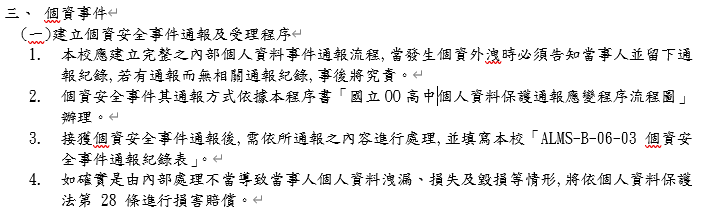 三、 個資事件
(一)建立個資安全事件通報及受理程序
1. 本校應建立完整之內部個人資料事件通報流程,當發生個資外洩時必須告知當事人並留下通
報紀錄,若有通報而無相關通報紀錄,事後將究責。
2. 個資安全事件其通報方式依據本程序書「國立OO高中個人資料保護通報應變程序流程圖」
辦理。
3. 接獲個資安全事件通報後,需依所通報之內容進行處理,並填寫本校「ALMS-B-06-03 個資安
全事件通報紀錄表」。
4. 如確實是由內部處理不當導致當事人個人資料洩漏、損失及毀損等情形,將依個人資料保護
法第 28 條進行損害賠償。